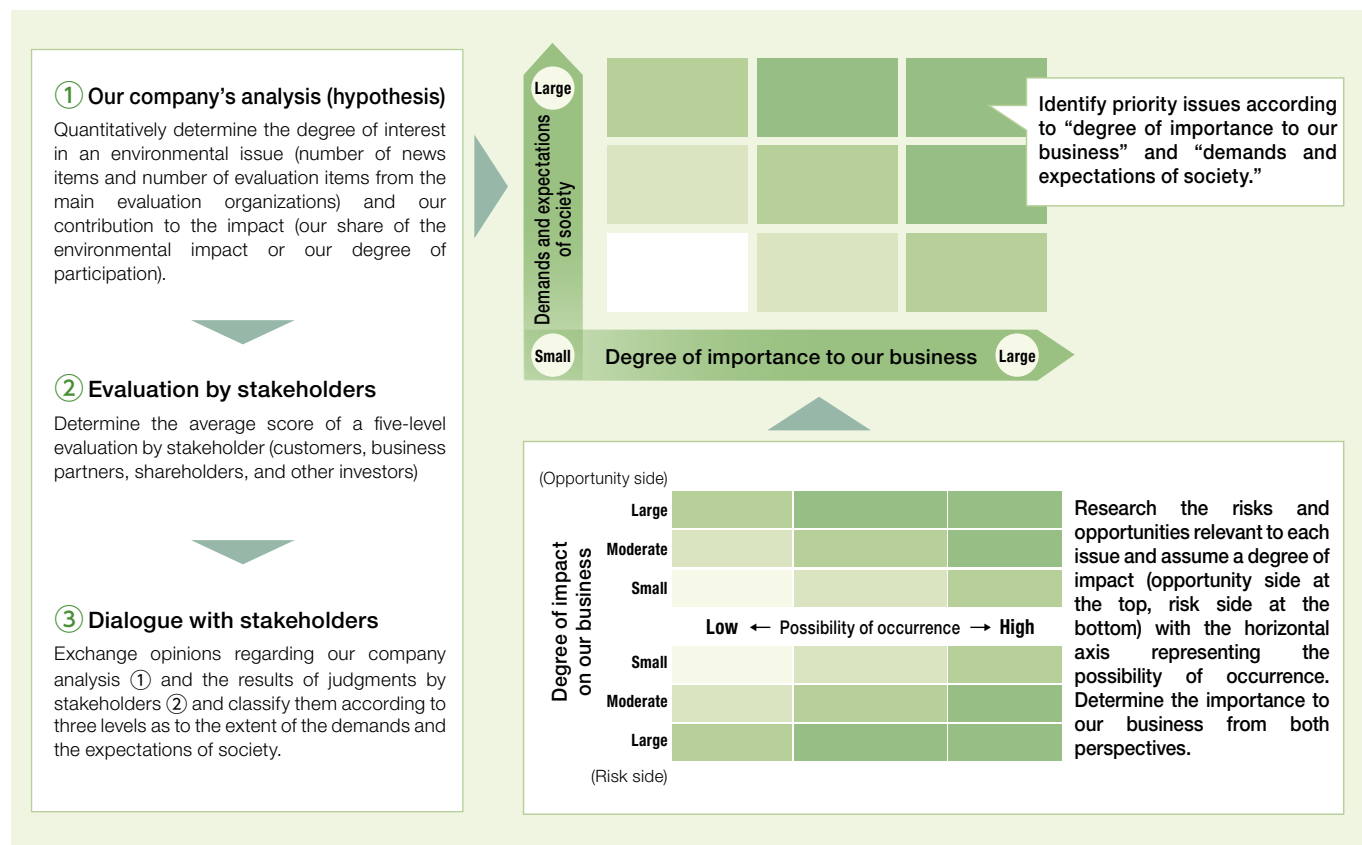 ① Our company’s analysis (hypothesis)
Quantitatively determine the degree of interest
in an environmental issue (number of news
items and number of evaluation items from the
main evaluation organizations) and our
contribution to the impact (our share of the
environmental impact or our degree of
participation).
② Evaluation by stakeholders
Determine the average score of a five-level
evaluation by stakeholder (customers, business
partners, shareholders, and other investors)
③ Dialogue with stakeholders
Exchange opinions regarding our company
analysis ① and the results of judgments by
stakeholders ② and classify them according to
three levels as to the extent of the demands and
the expectations of society.
Large
Demands and expectations
of society
Small
Degree of importance to our business
Large
Identify priority issues according
to “degree of importance to our
business” and “demands and
expectations of society.”
(Opportunity side)
Degree of impact
on our business
Large
Moderate
Small
Low ← Possibility of occurrence → High
Small
Moderate
Large
(Risk side)
Research the risks and
opportunities relevant to each
issue and assume a degree of
impact (opportunity side at
the top, risk side at the
bottom) with the horizontal
axis representing the
possibility of occurrence.
Determine the importance to
our business from both
perspectives.